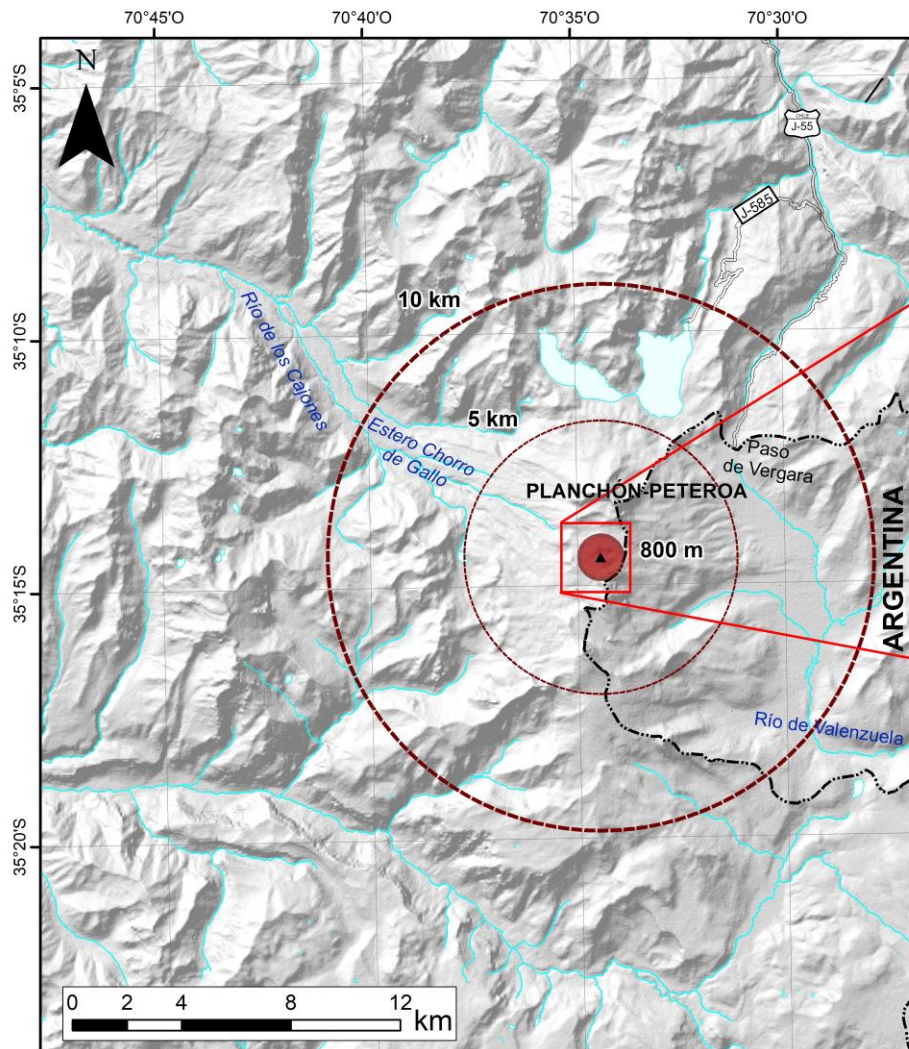 70°45'O
70°40'O
70°35'O
70°30'O
35°5'S
35°10'S
35°15'S
35°20'S
N
CHILE
J-55
J-585
10 km
Río de los Cajones
5 km
Estero Chorro
de Gallo
Paso
de Vergara
PLANCHÓN-PETEROA
800 m
ARGENTINA
Río de Valenzuela
0 2 4 8 12
km